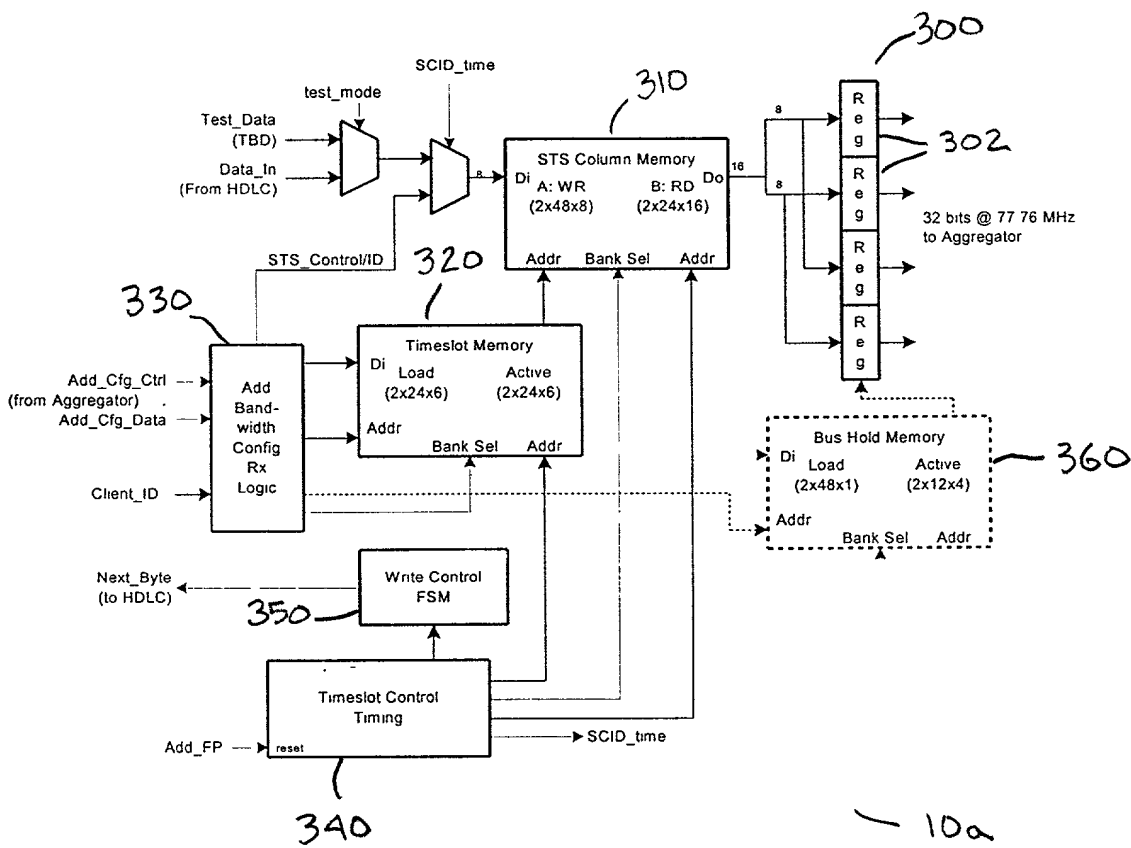 300
SCID_time
test_mode
310
Test_Data
(TBD)
Data_In
(From HDLC)
8
STS Column Memory
Di
A: WR
(2x48x8)
B: RD
(2x24x16)
Do
16
Addr
Bank Sel
Addr
8
8
Reg
Reg
Reg
Reg
302
32 bits @ 77 76 MHz
to Aggregator
STS_Control/ID
320
330
Timeslot Memory
Di
Load
(2x24x6)
Active
(2x24x6)
Addr
Bank Sel
Addr
Add_Cfg_Ctrl
(from Aggregator)
Add_Cfg_Data
Client_ID
Add
Band-
width
Config
Rx
Logic
Bus Hold Memory
Di
Load
(2x48x1)
Active
(2x12x4)
Addr
Bank Sel
Addr
360
Next_Byte
(to HDLC)
Write Control
FSM
350
Timeslot Control
Timing
Add_FP
reset
SCID_time
340
10a